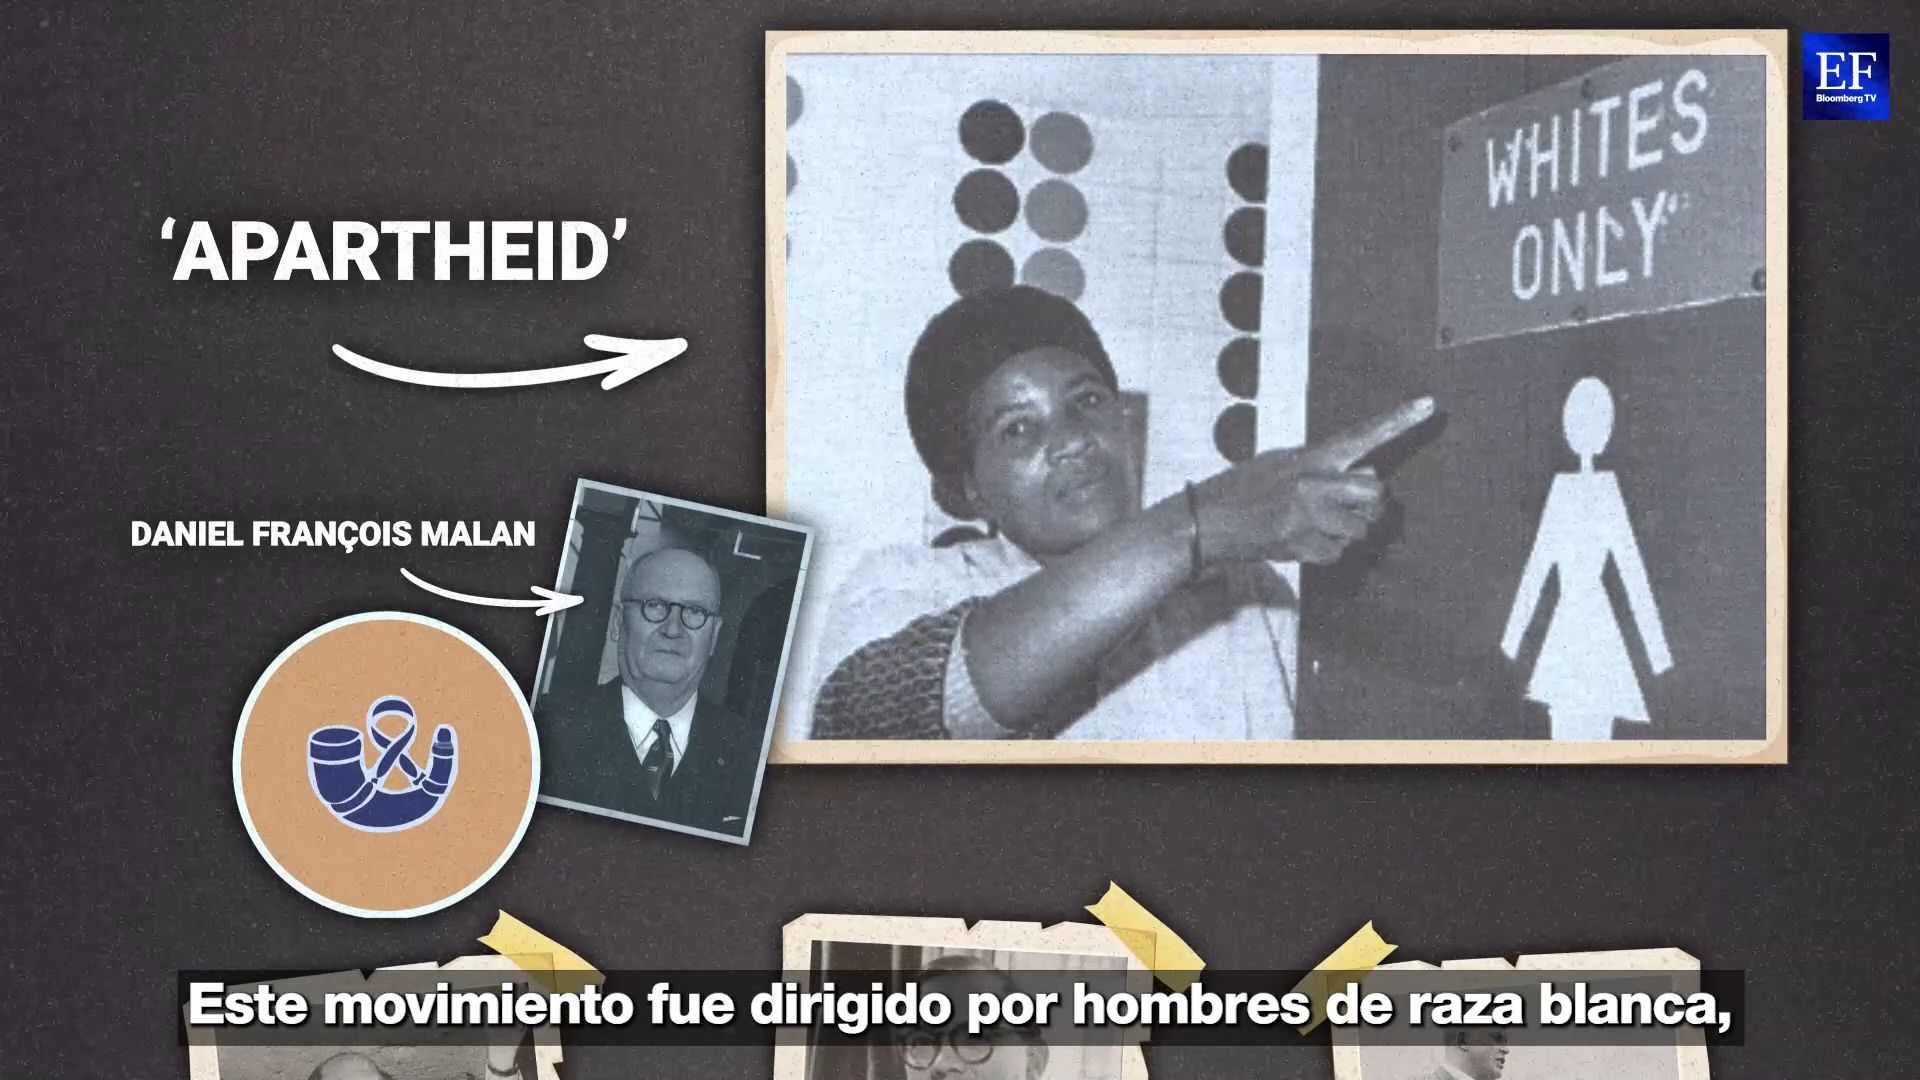 EF
Bloomberg TV
WHITES
ONLY
‘APARTHEID’
DANIEL FRANÇOIS MALAN
Este movimiento fue dirigido por hombres de raza blanca,